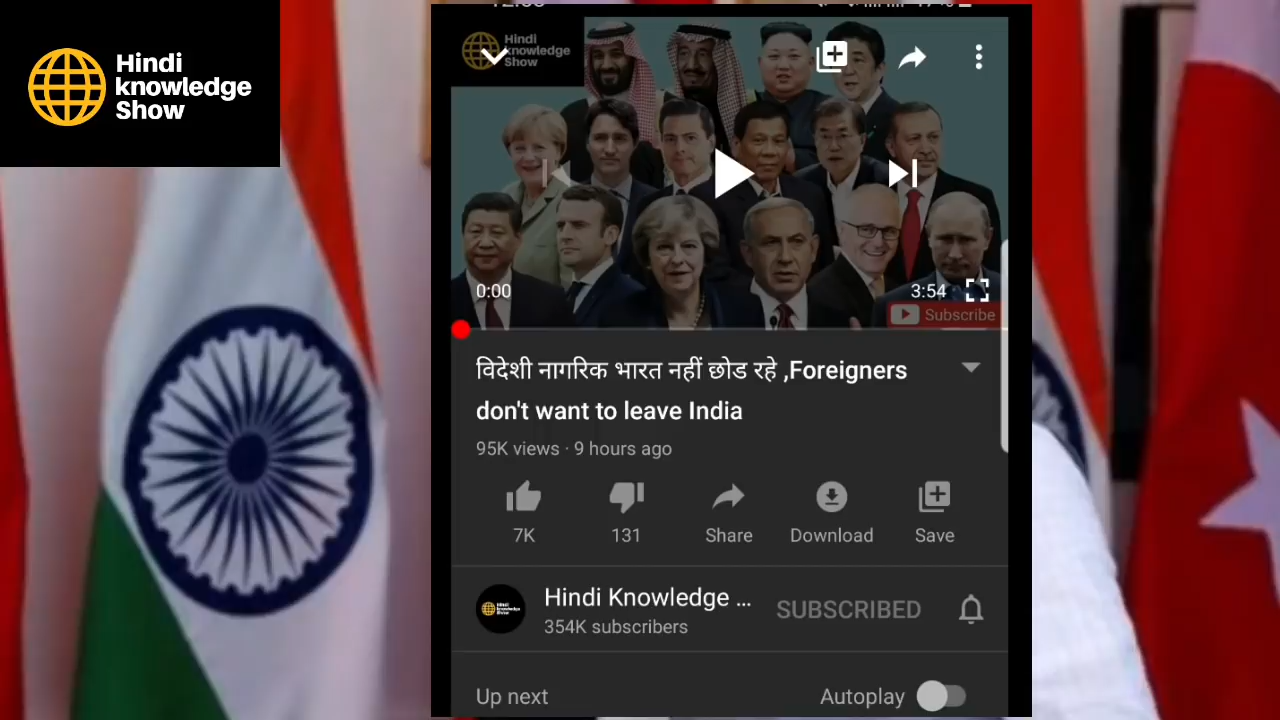 Hindi
knowledge
Show
Hindi
knowledge
Show
0:00
3:54
Subscribe
विदेशी नागरिक भारत नहीं छोड रहे ,Foreigners
don't want to leave India
95K views · 9 hours ago
7K
131
Share
Download
Save
Hindi Knowledge ...
354K subscribers
SUBSCRIBED
Up next
Autoplay